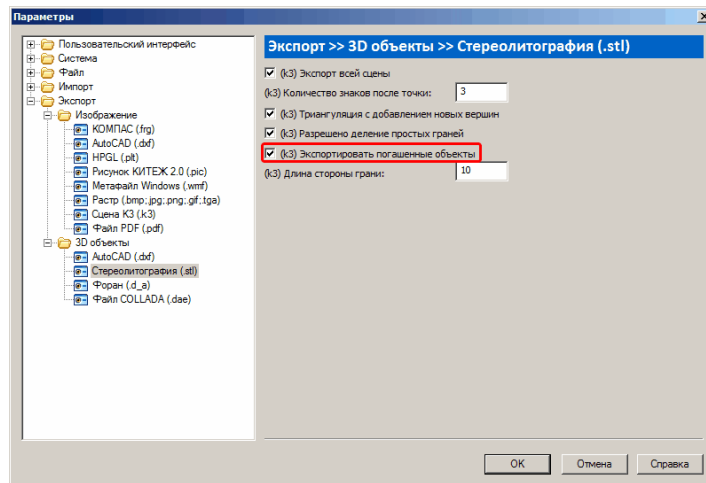 Параметры
Пользовательский интерфейс
Система
Файл
Импорт
Экспорт
Изображение
КОМПАС (.frg)
AutoCAD (.dxf)
HPGL (.plt)
Рисунок КИТЕЖ 2.0 (.pic)
Метафайл Windows (.wmf)
Растр (.bmp;.jpg;.png;.gif;.tga)
Сцена К3 (.k3)
Файл PDF (.pdf)
3D объекты
AutoCAD (.dxf)
Стереолитография (.stl)
Форан (.d_a)
Файл COLLADA (.dae)
Экспорт >> 3D объекты >> Стереолитография (.stl)
(k3) Экспорт всей сцены
(k3) Количество знаков после точки: 3
(k3) Триангуляция с добавлением новых вершин
(k3) Разрешено деление простых граней
(k3) Экспортировать погашенные объекты
(k3) Длина стороны грани: 10
OK Отмена Справка